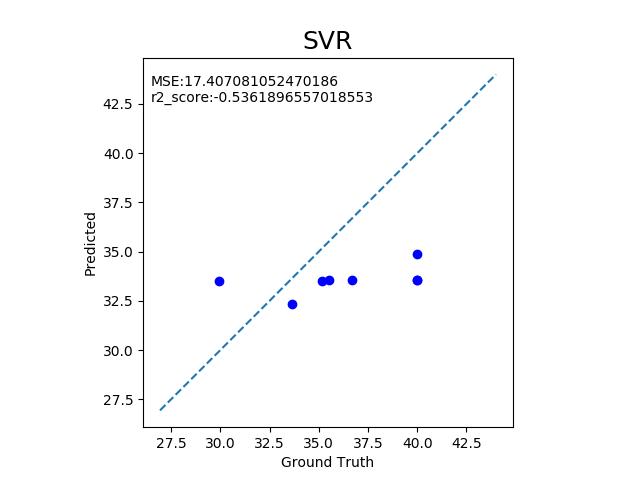 SVR
MSE:17.407081052470186
r2_score:-0.5361896557018553
42.5
40.0
37.5
35.0
32.5
30.0
27.5
Predicted
27.5 30.0 32.5 35.0 37.5 40.0 42.5
Ground Truth